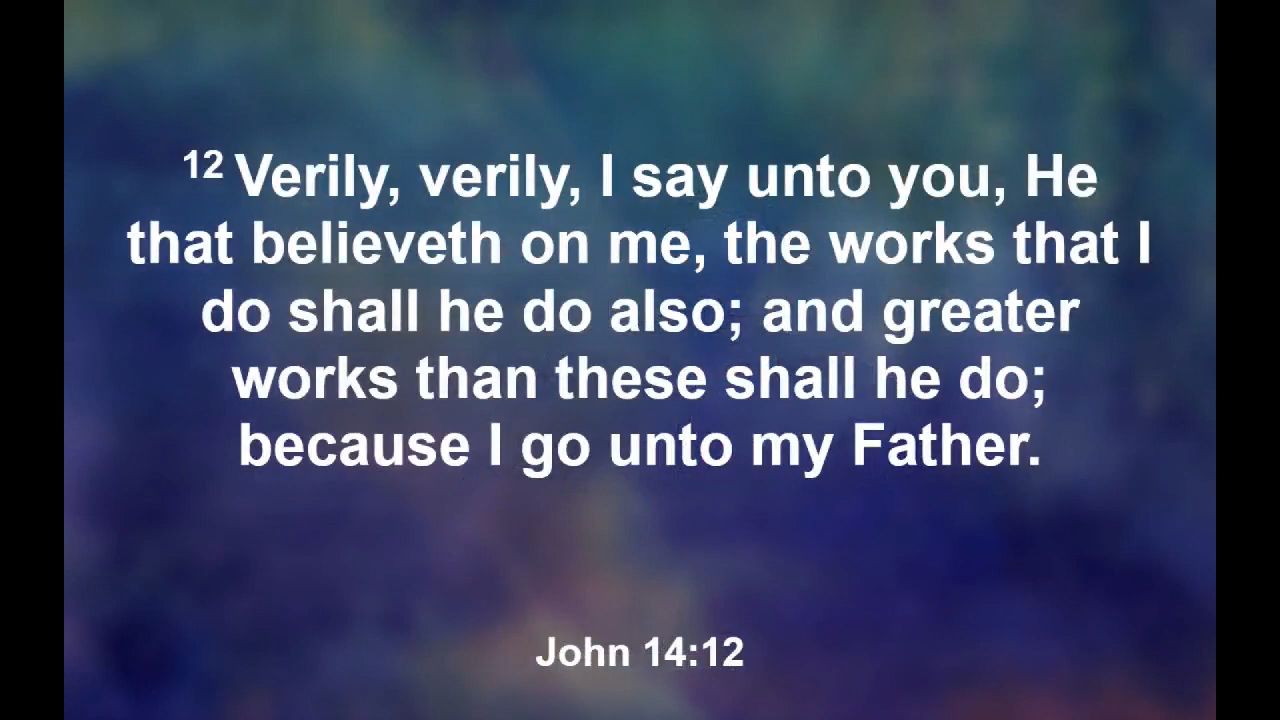 12 Verily, verily, I say unto you, He
that believeth on me, the works that I
do shall he do also; and greater
works than these shall he do;
because I go unto my Father.
John 14:12